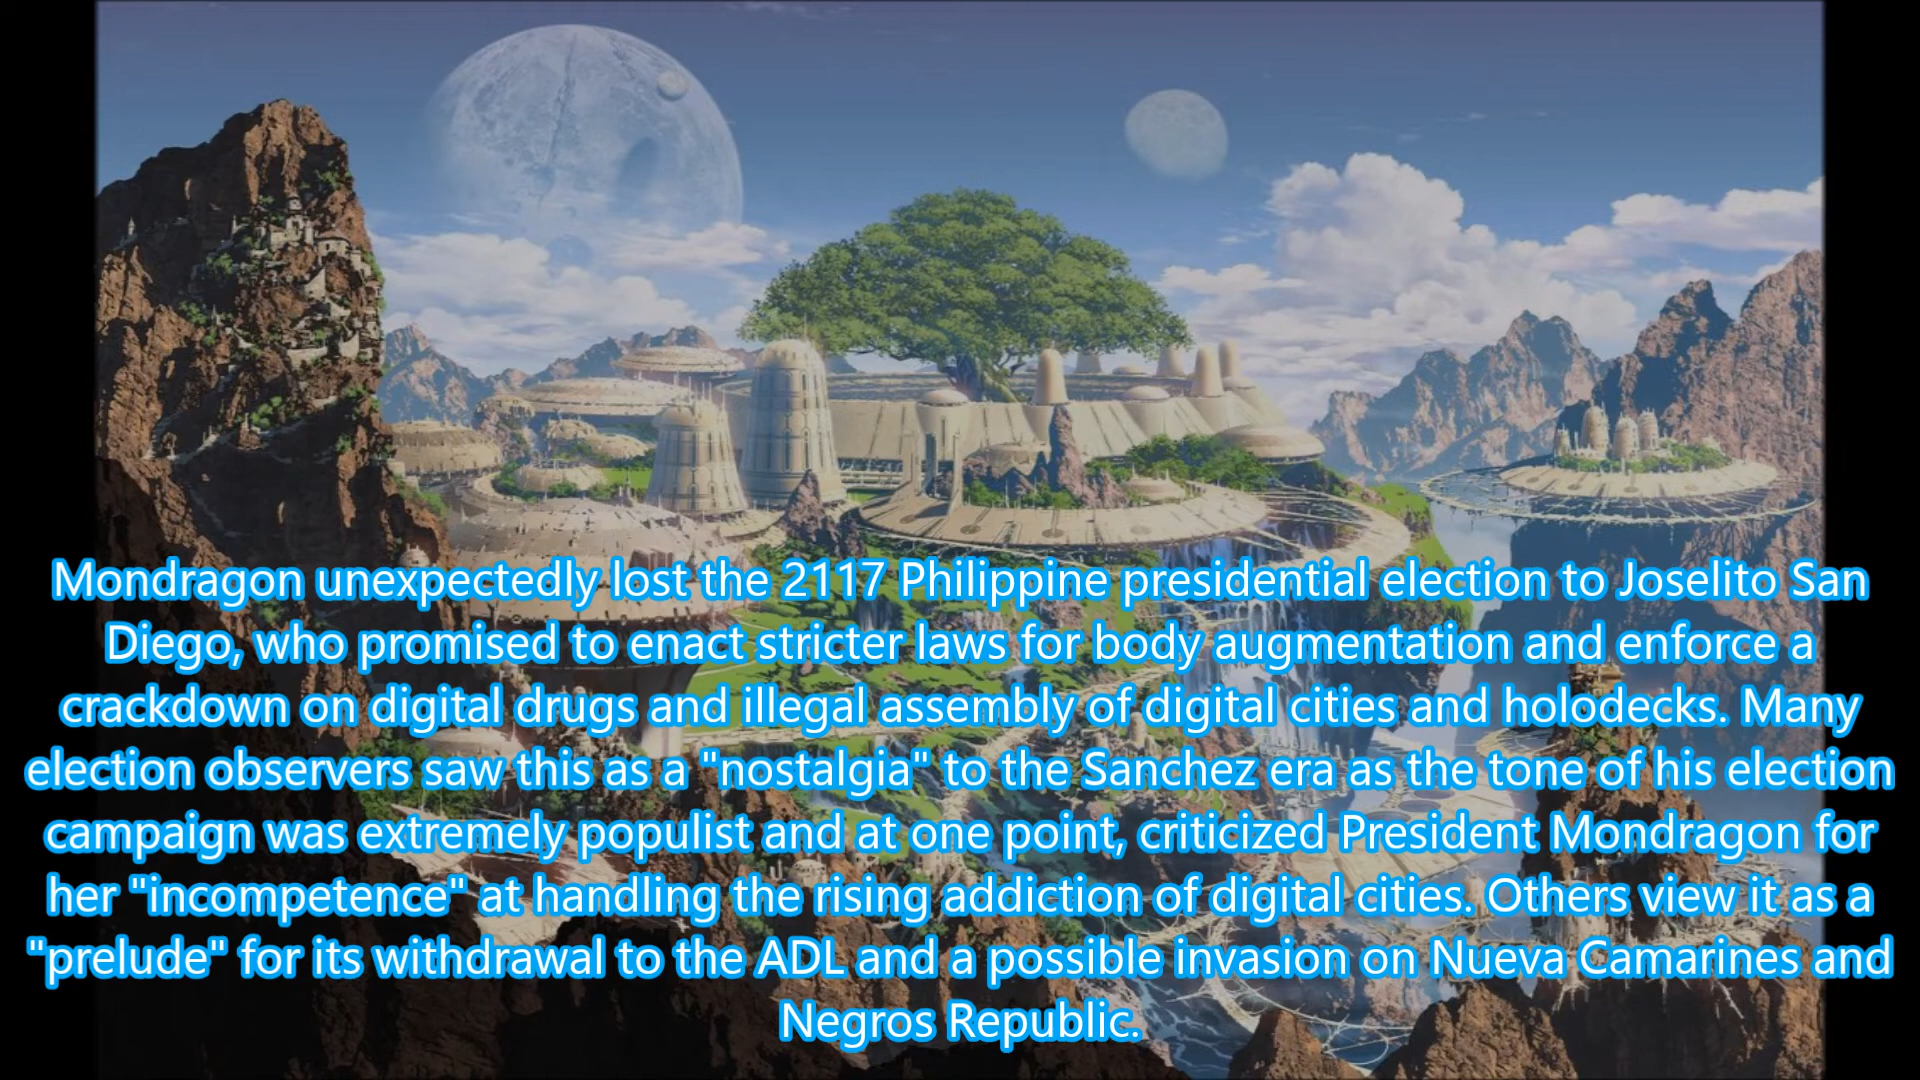 Mondragon unexpectedly lost the 2117 Philippine presidential election to Joselito San
Diego, who promised to enact stricter laws for body augmentation and enforce a
crackdown on digital drugs and illegal assembly of digital cities and holodecks. Many
election observers saw this as a "nostalgia" to the Sanchez era as the tone of his election
campaign was extremely populist and at one point, criticized President Mondragon for
her "incompetence" at handling the rising addiction of digital cities. Others view it as a
"prelude" for its withdrawal to the ADL and a possible invasion on Nueva Camarines and
Negros Republic.